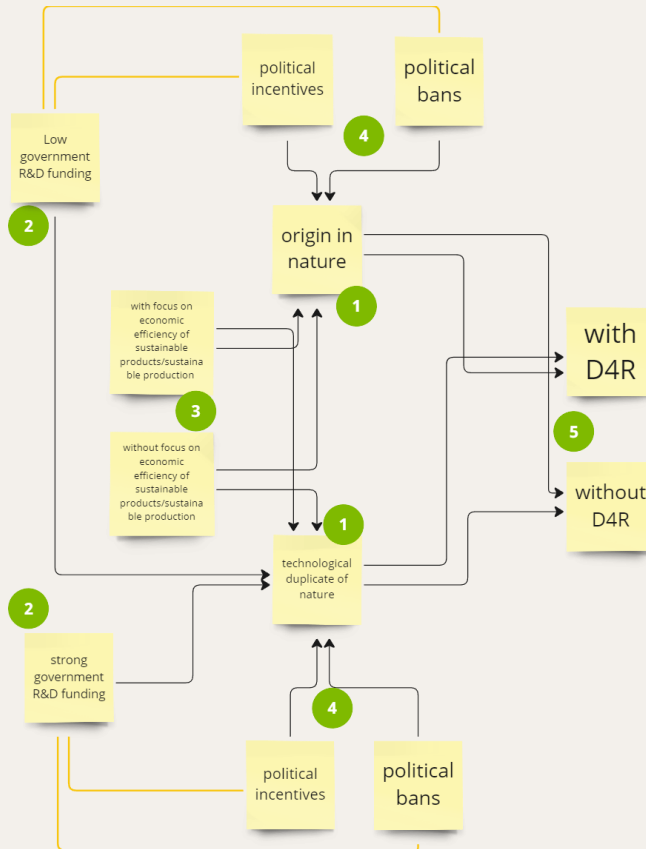 political
incentives
political
bans
4
Low
government
R&D funding
2
origin in
nature
1
with focus on
economic
efficiency of
sustainable
products/sustaina
ble production
with
D4R
3
5
without focus on
economic
efficiency of
sustainable
products/sustaina
ble production
without
D4R
1
technological
duplicate of
nature
2
strong
government
R&D funding
4
political
incentives
political
bans